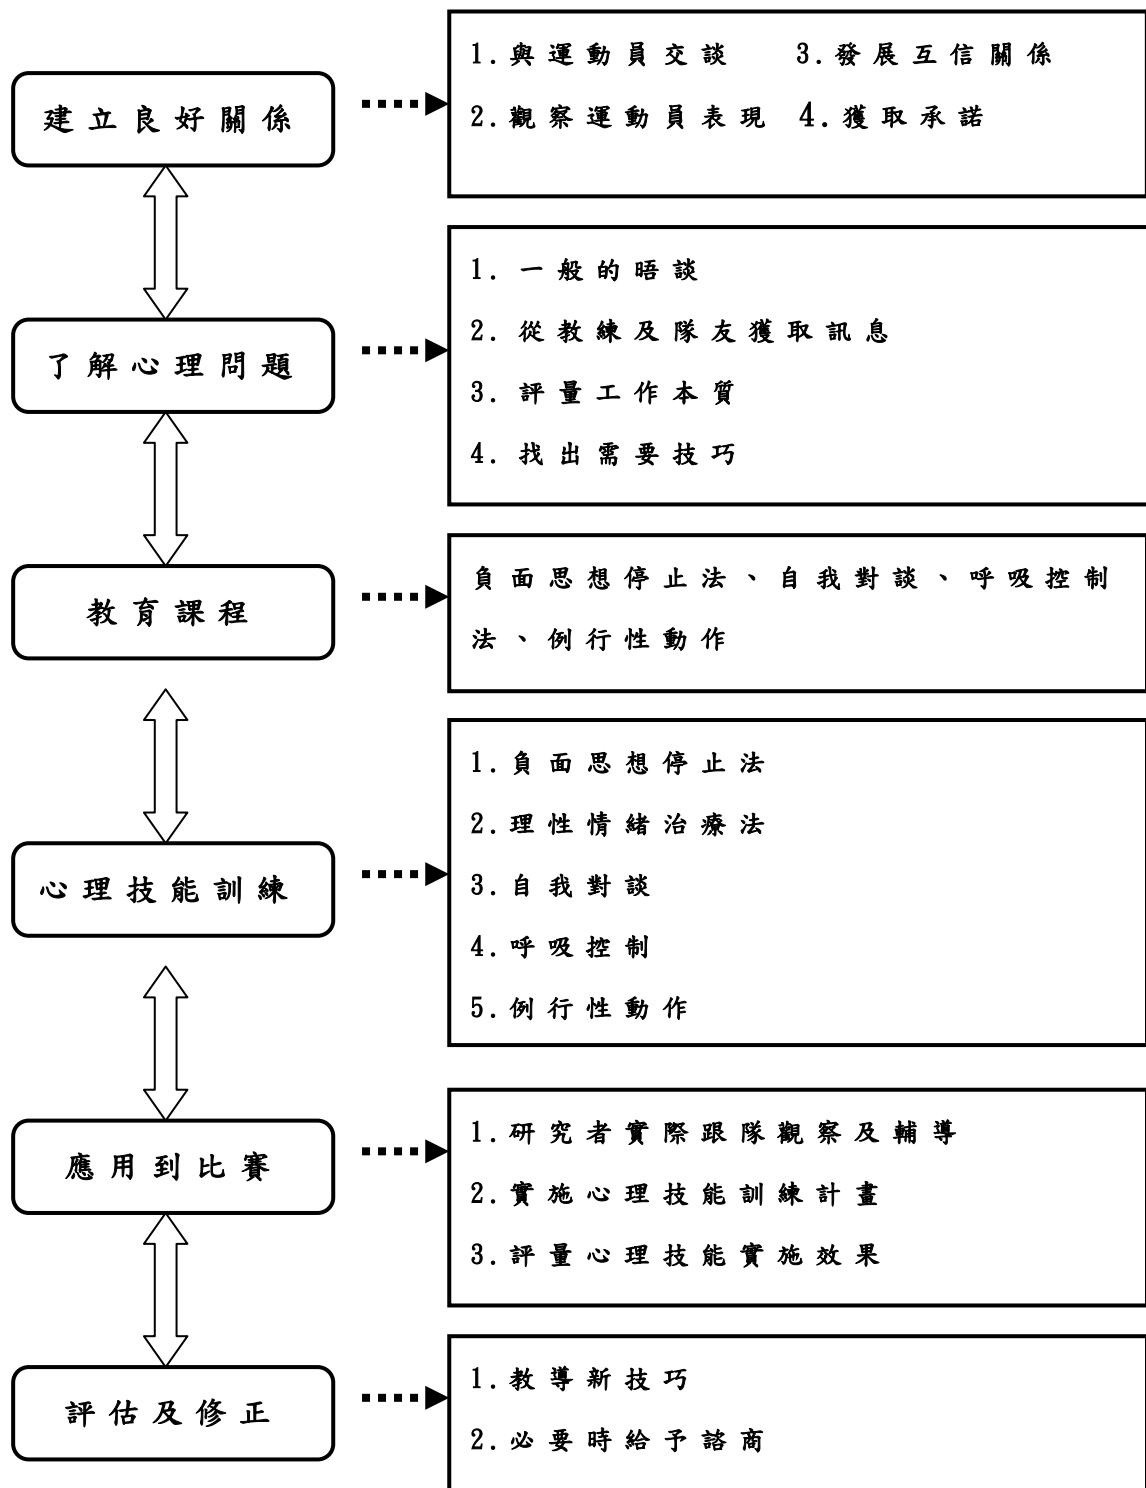 建立良好關係
1.與運動員交談 3.發展互信關係
2.觀察運動員表現 4.獲取承諾
了解心理問題
1.一般的晤談
2.從教練及隊友獲取訊息
3.評量工作本質
4.找出需要技巧
教育課程
負面思想停止法、自我對談、呼吸控制
法、例行性動作
心理技能訓練
1.負面思想停止法
2.理性情緒治療法
3.自我對談
4.呼吸控制
5.例行性動作
應用到比賽
1.研究者實際跟隊觀察及輔導
2.實施心理技能訓練計畫
3.評量心理技能實施效果
評估及修正
1.教導新技巧
2.必要時給予諮商